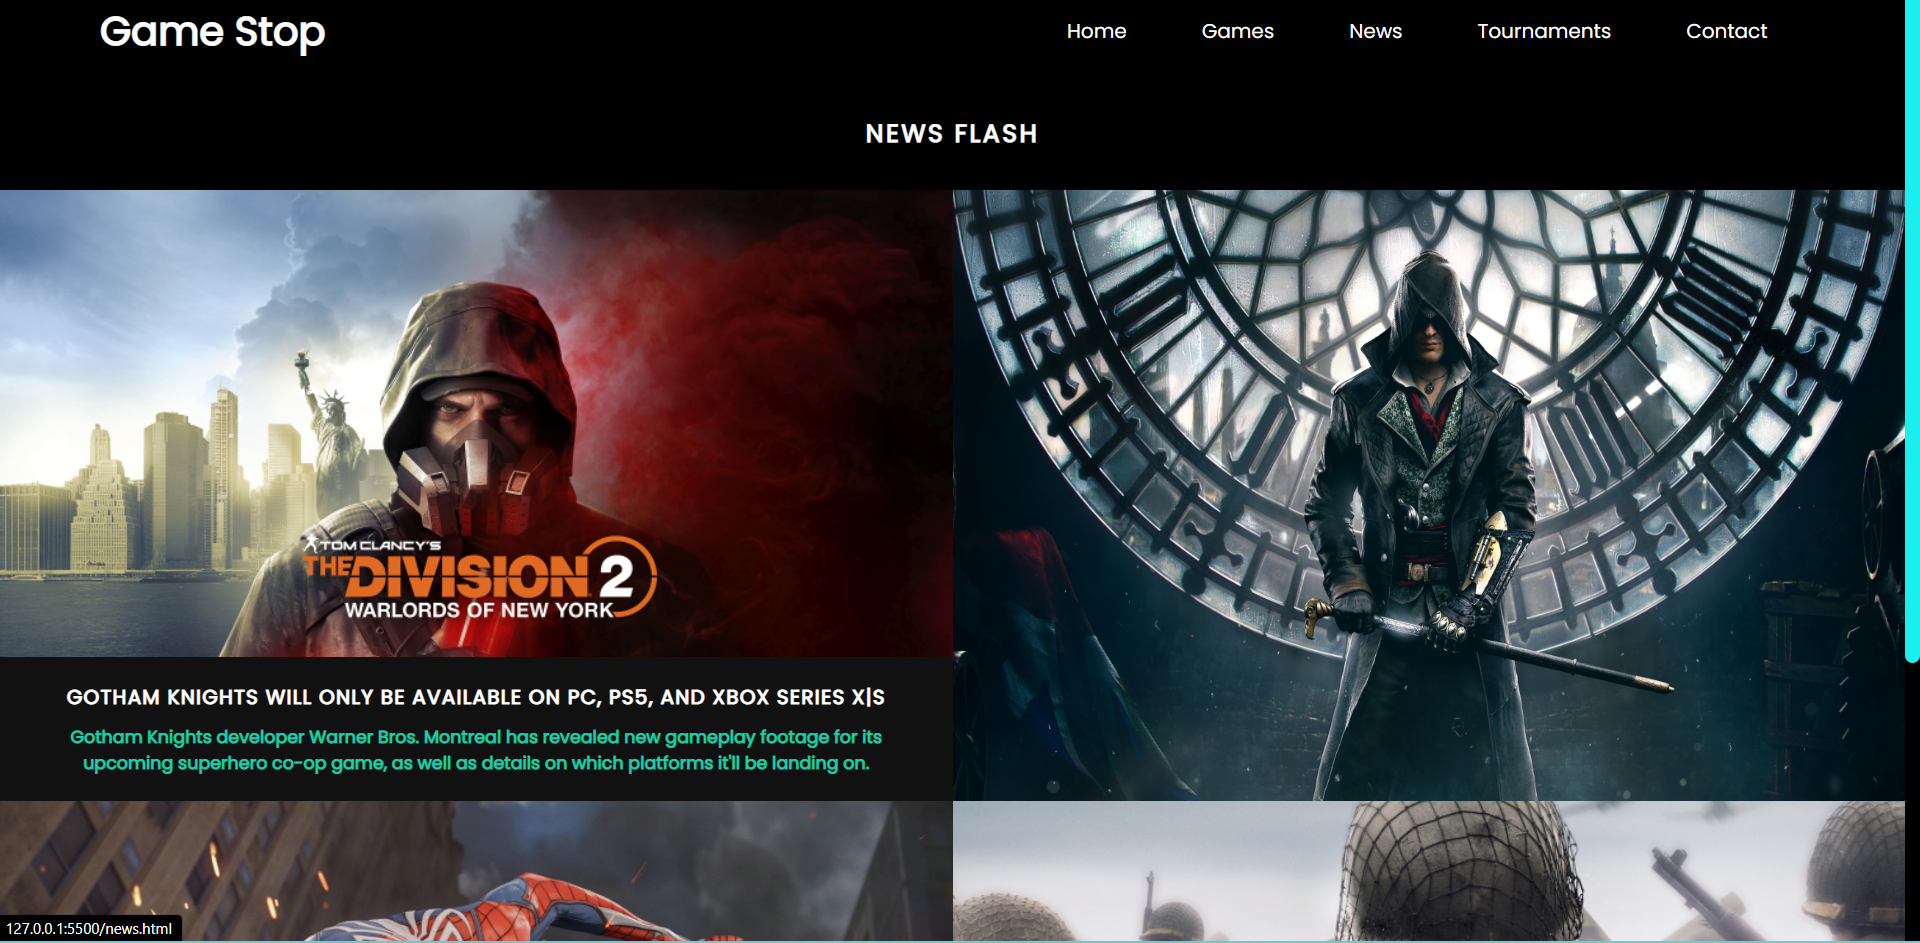 Game Stop
Home Games News Tournaments Contact
NEWS FLASH
TOM CLANCY'S
THE DIVISION 2
WARLORDS OF NEW YORK
GOTHAM KNIGHTS WILL ONLY BE AVAILABLE ON PC, PS5, AND XBOX SERIES X|S
Gotham Knights developer Warner Bros. Montreal has revealed new gameplay footage for its
upcoming superhero co-op game, as well as details on which platforms it'll be landing on.
127.0.0.1:5500/news.html